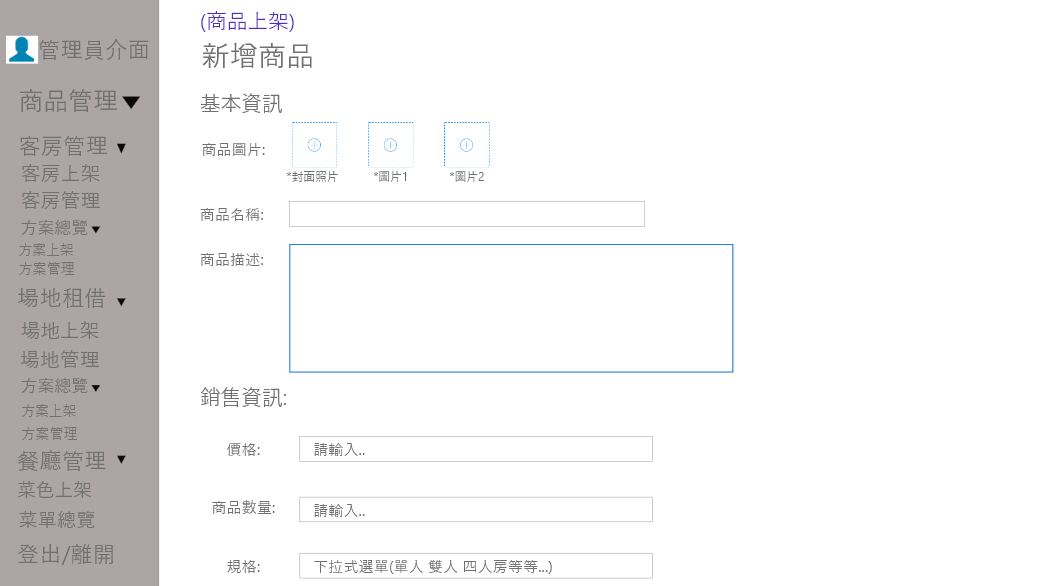 管理員介面
商品管理
客房管理
客房上架
客房管理
方案總覽
方案上架
方案管理
場地租借
場地上架
場地管理
方案總覽
方案上架
方案管理
餐廳管理
菜色上架
菜單總覽
登出/離開
(商品上架)
新增商品
基本資訊
商品圖片:
*封面照片 *圖片1 *圖片2
商品名稱:
商品描述:
銷售資訊:
價格: 請輸入..
商品數量: 請輸入..
規格: 下拉式選單(單人 雙人 四人房等等...)